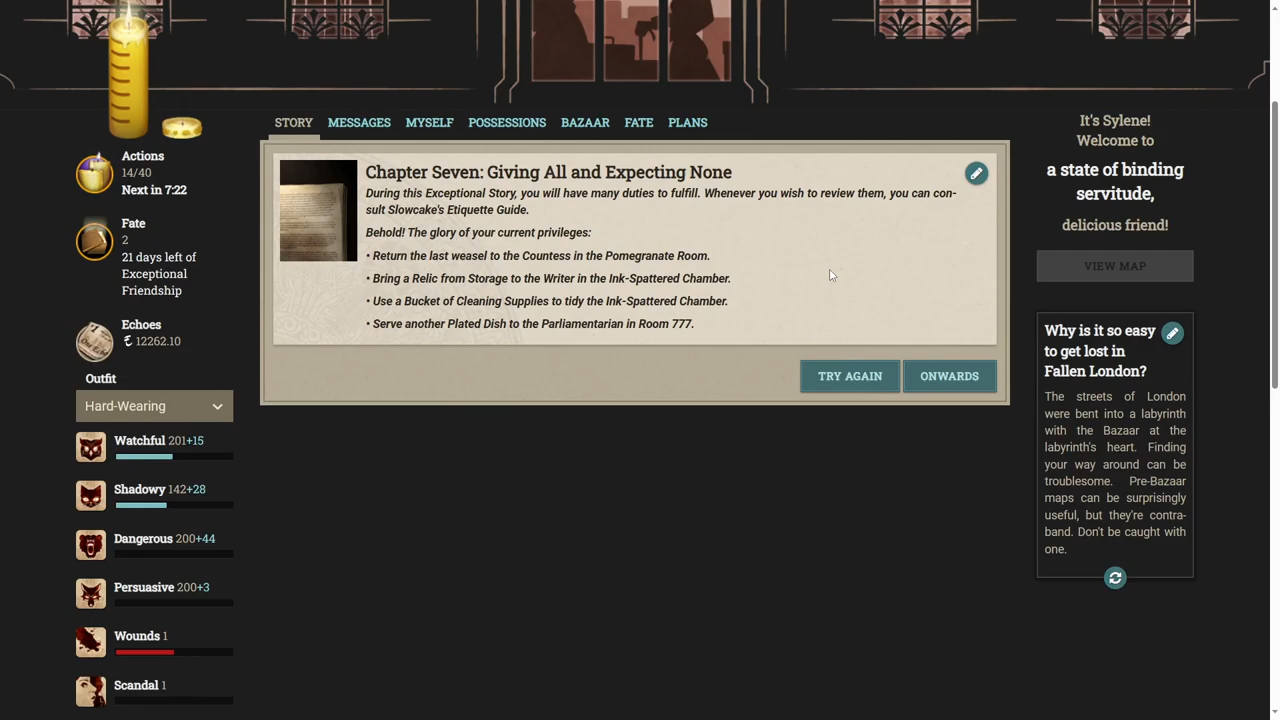 Actions
14/40
Next in 7:22
Fate
2
21 days left of
Exceptional
Friendship
Echoes
12262.10
Outfit
Hard-Wearing
Watchful 201+15
Shadowy 142+28
Dangerous 200+44
Persuasive 200+3
Wounds 1
Scandal 1
STORY MESSAGES MYSELF POSSESSIONS BAZAAR FATE PLANS
Chapter Seven: Giving All and Expecting None
During this Exceptional Story, you will have many duties to fulfill. Whenever you wish to review them, you can con-
sult Slowcake's Etiquette Guide.
Behold! The glory of your current privileges:
• Return the last weasel to the Countess in the Pomegranate Room.
• Bring a Relic from Storage to the Writer in the Ink-Spattered Chamber.
• Use a Bucket of Cleaning Supplies to tidy the Ink-Spattered Chamber.
• Serve another Plated Dish to the Parliamentarian in Room 777.
TRY AGAIN ONWARDS
It's Sylene!
Welcome to
a state of binding
servitude,
delicious friend!
VIEW MAP
Why is it so easy
to get lost in
Fallen London?
The streets of London
were bent into a labyrinth
with the Bazaar at the
labyrinth's heart. Finding
your way around can be
troublesome. Pre-Bazaar
maps can be surprisingly
useful, but they're contra-
band. Don't be caught with
one.